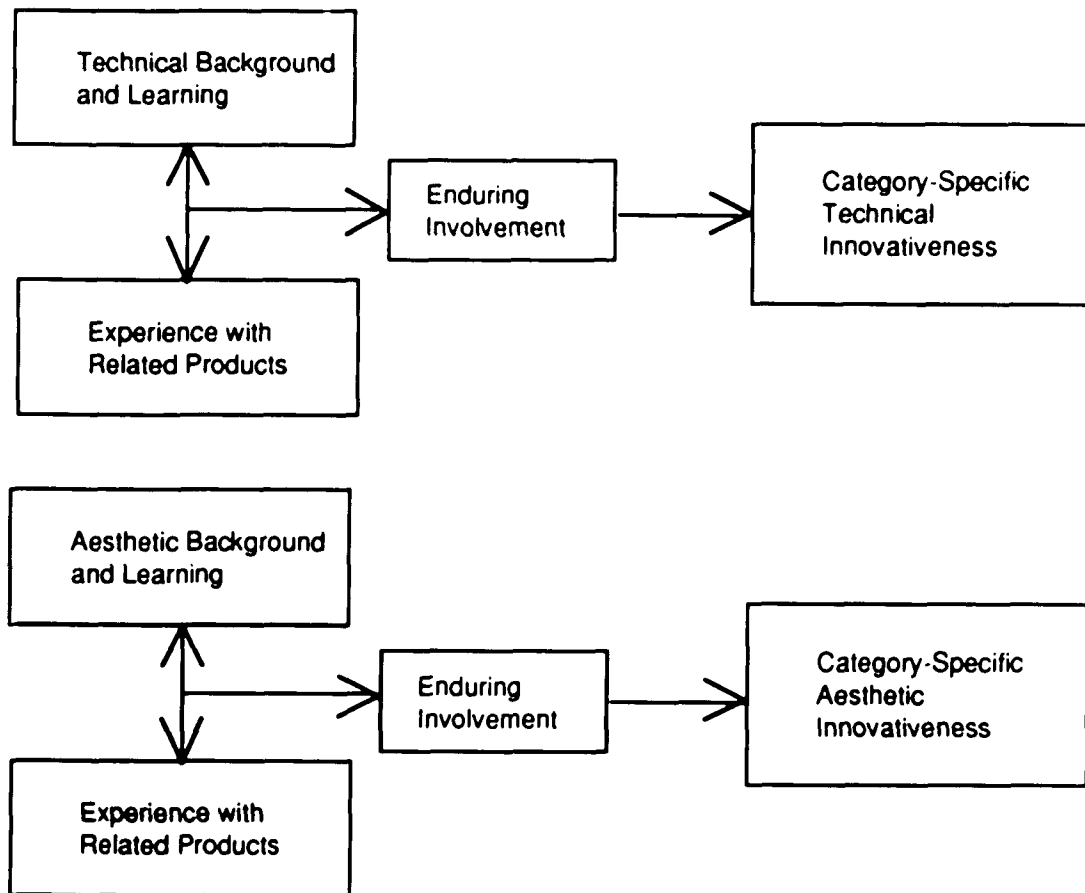 Technical Background
and Learning
Enduring
Involvement
Category-Specific
Technical
Innovativeness
Experience with
Related Products
Aesthetic Background
and Learning
Enduring
Involvement
Category-Specific
Aesthetic
Innovativeness
Experience with
Related Products